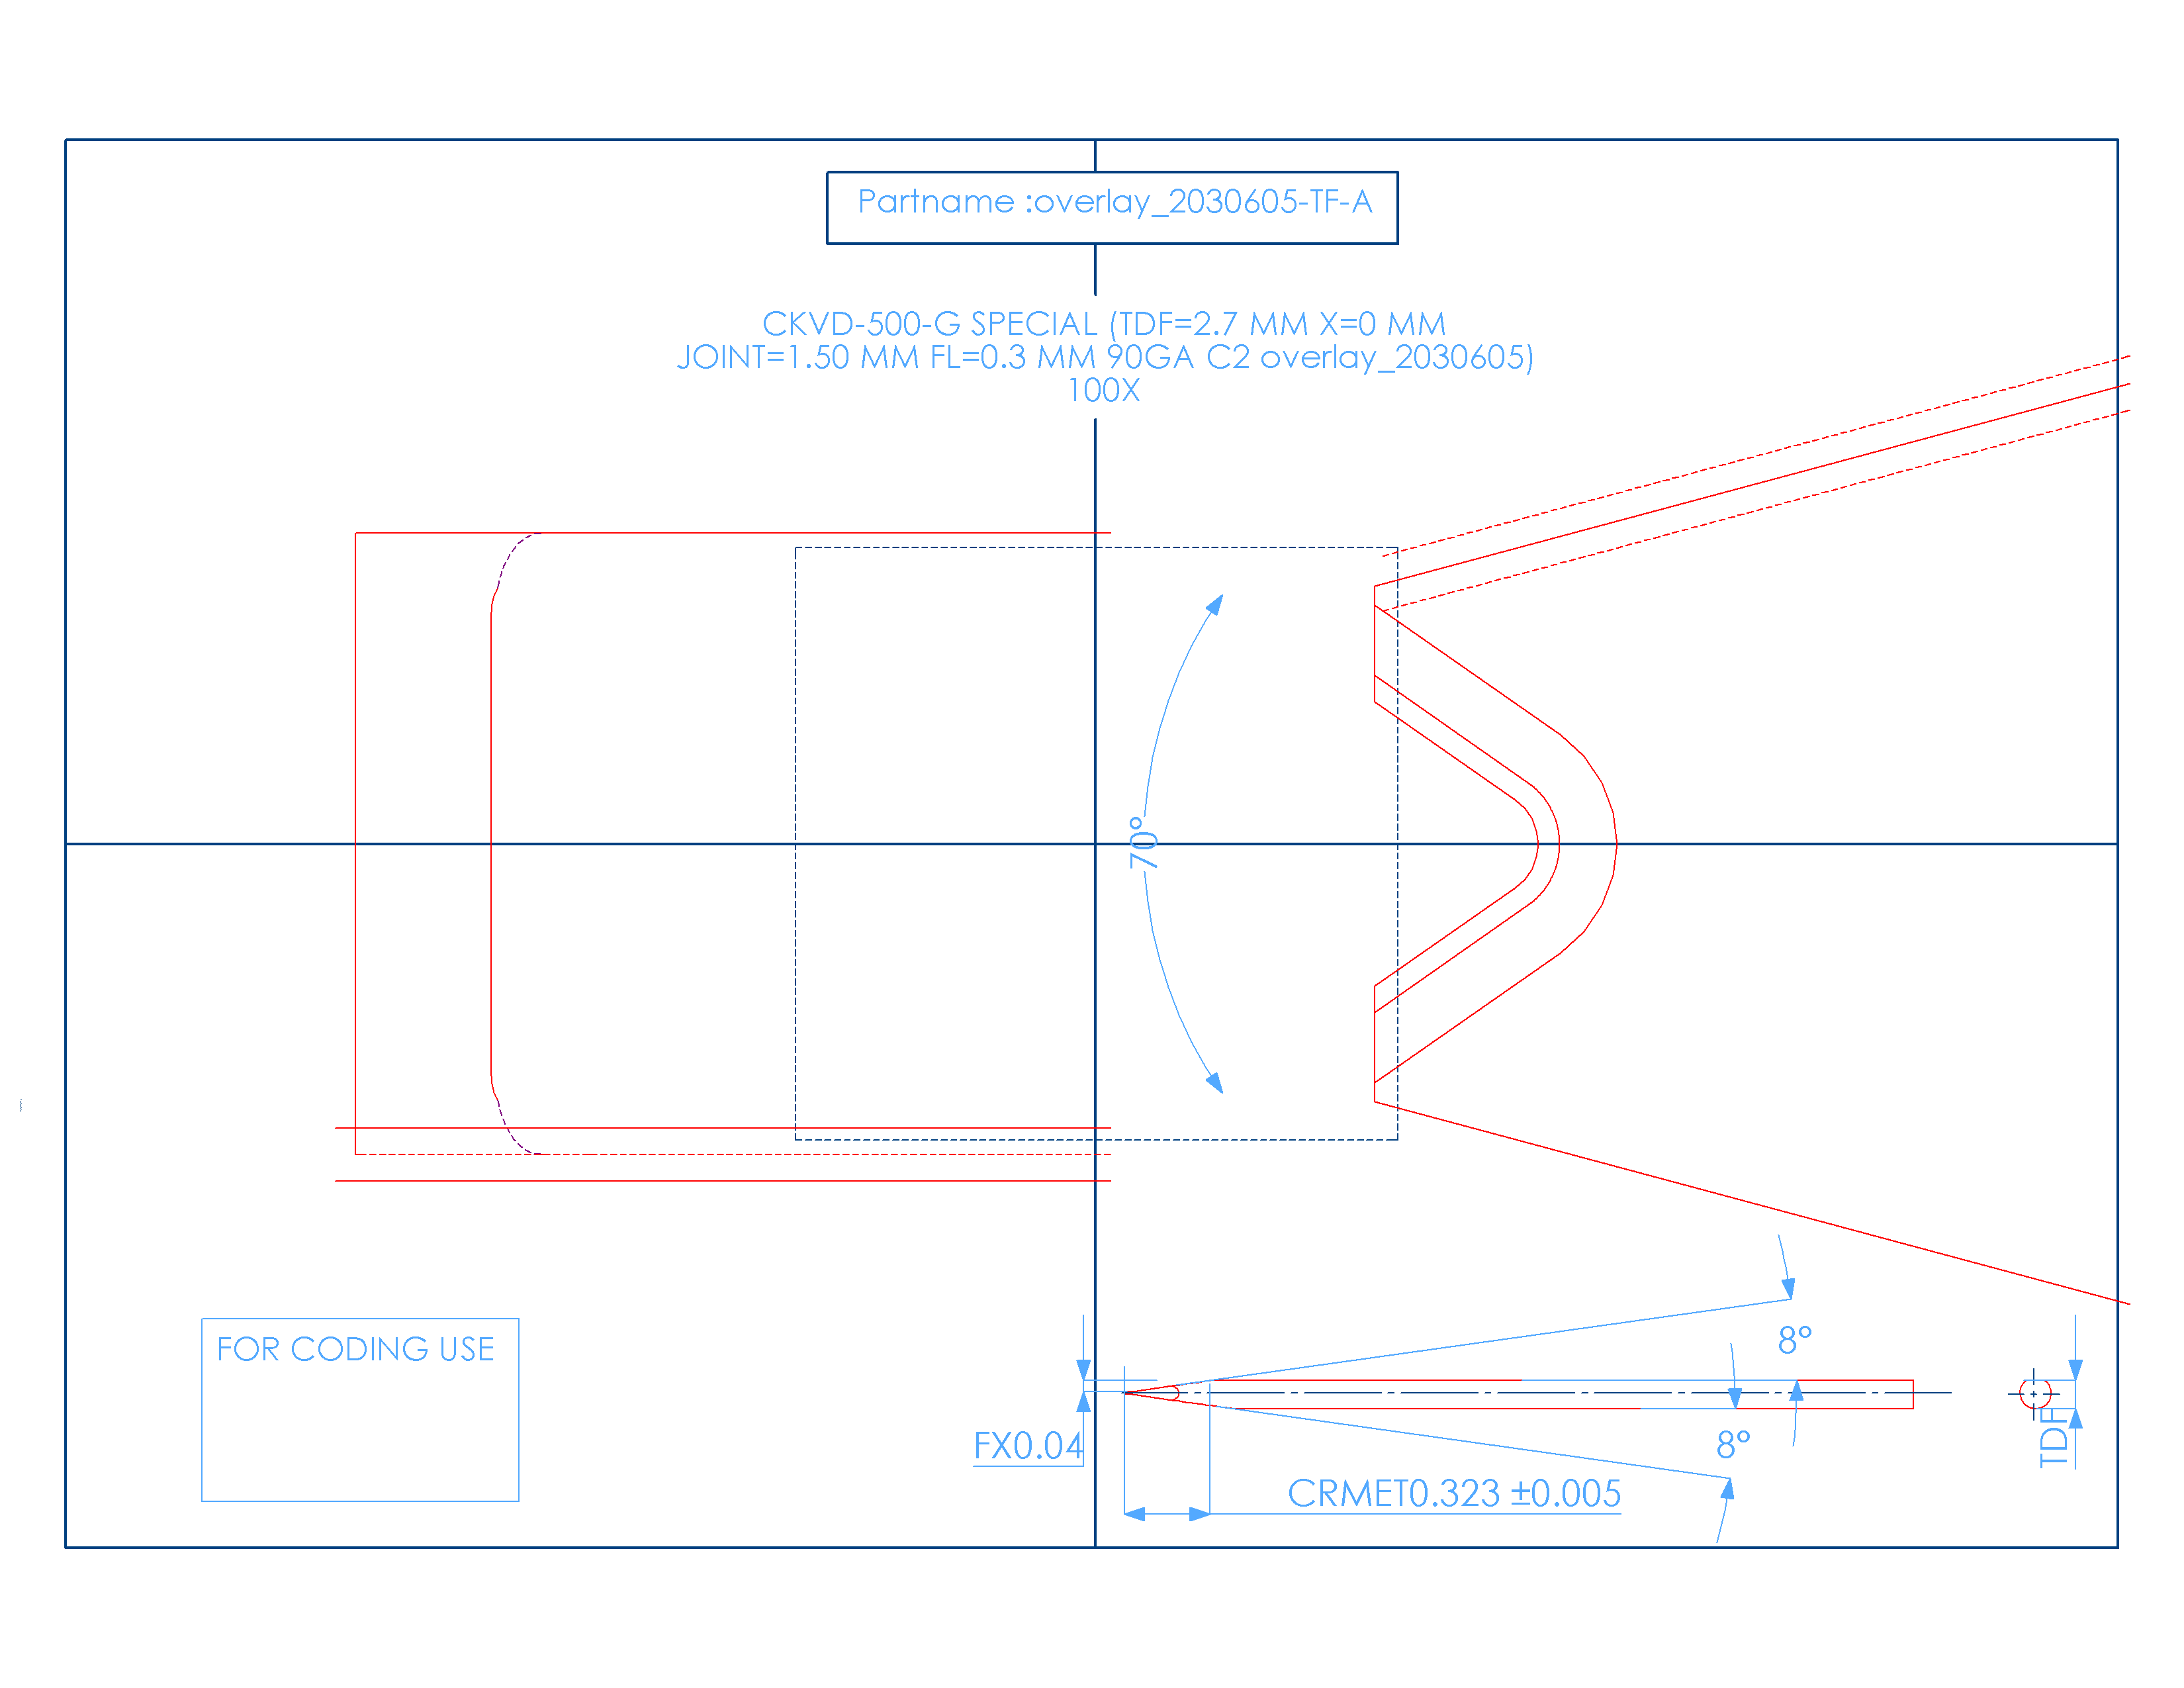 Partname :overlay_2030605-TF-A
CKVD-500-G SPECIAL (TDF=2.7 MM X=0 MM
JOINT=1.50 MM FL=0.3 MM 90GA C2 overlay_2030605)
100X
70°
FOR CODING USE
8°
FX0.04
8°
TDF
CRMET0.323 ±0.005